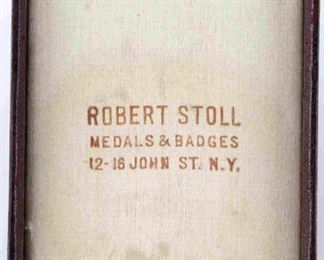 ROBERT STOLL
MEDALS & BADGES
12-16 JOHN ST. N.Y.